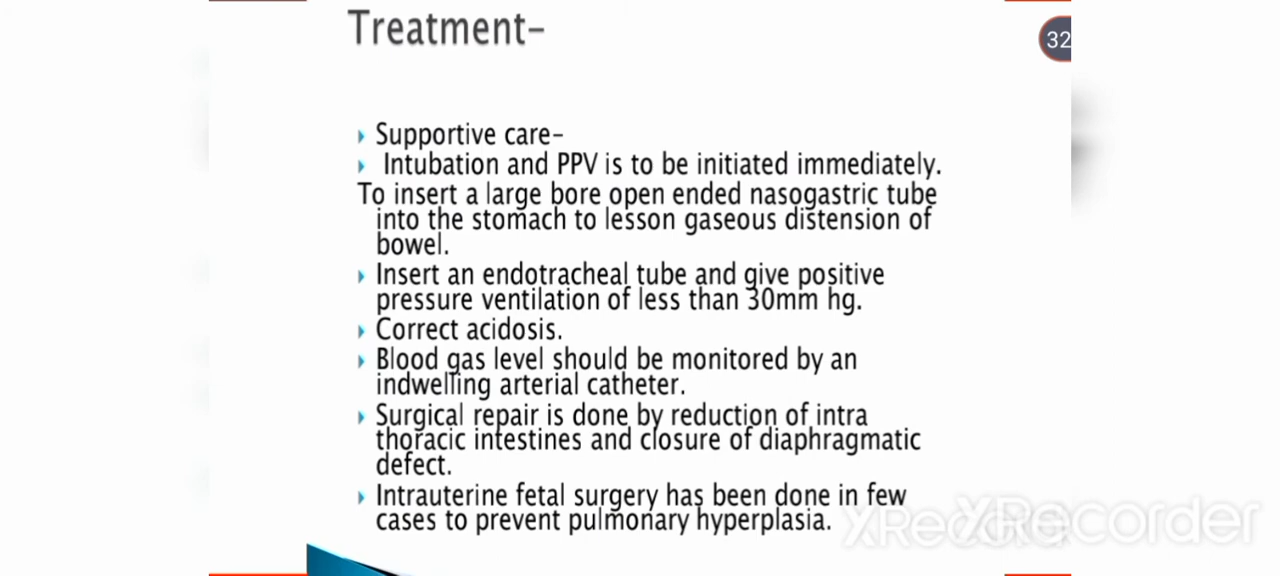 Treatment-
32
Supportive care-
Intubation and PPV is to be initiated immediately.
To insert a large bore open ended nasogastric tube
into the stomach to lesson gaseous distension of
bowel.
Insert an endotracheal tube and give positive
pressure ventilation of less than 30mm hg.
Correct acidosis.
Blood gas level should be monitored by an
indwelling arterial catheter.
Surgical repair is done by reduction of intra
thoracic intestines and closure of diaphragmatic
defect.
Intrauterine fetal surgery has been done in few
cases to prevent pulmonary hyperplasia.
XRecorder